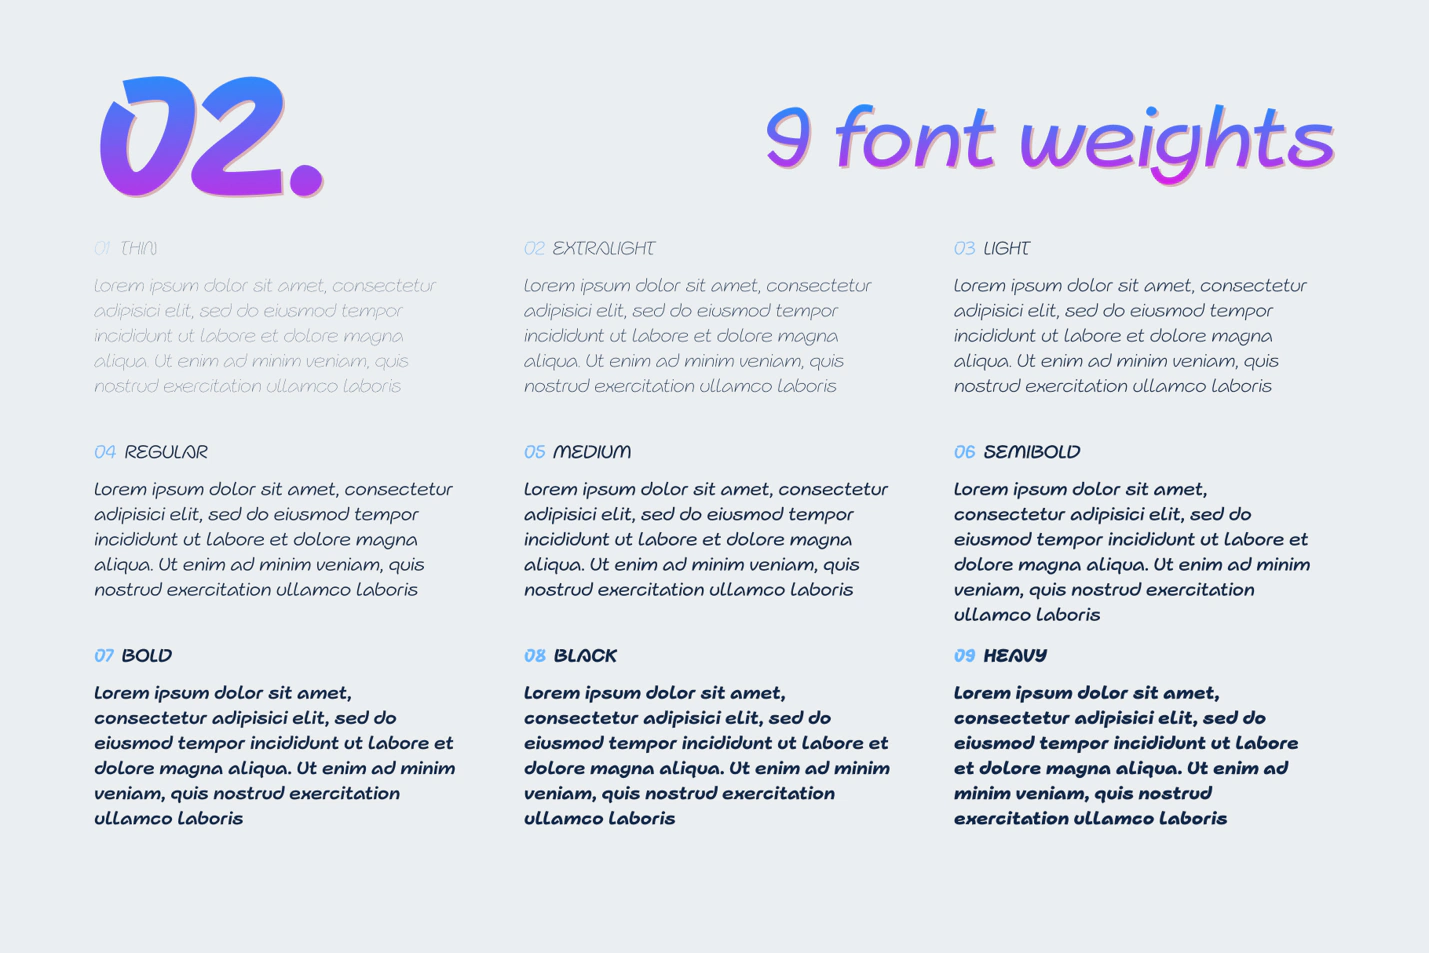 02.
9 font weights
01 THIN
Lorem ipsum dolor sit amet, consectetur
adipisici elit, sed do eiusmod tempor
incididunt ut labore et dolore magna
aliqua. Ut enim ad minim veniam, quis
nostrud exercitation ullamco laboris
02 EXTRALIGHT
Lorem ipsum dolor sit amet, consectetur
adipisici elit, sed do eiusmod tempor
incididunt ut labore et dolore magna
aliqua. Ut enim ad minim veniam, quis
nostrud exercitation ullamco laboris
03 LIGHT
Lorem ipsum dolor sit amet, consectetur
adipisici elit, sed do eiusmod tempor
incididunt ut labore et dolore magna
aliqua. Ut enim ad minim veniam, quis
nostrud exercitation ullamco laboris
04 REGULAR
Lorem ipsum dolor sit amet, consectetur
adipisici elit, sed do eiusmod tempor
incididunt ut labore et dolore magna
aliqua. Ut enim ad minim veniam, quis
nostrud exercitation ullamco laboris
05 MEDIUM
Lorem ipsum dolor sit amet, consectetur
adipisici elit, sed do eiusmod tempor
incididunt ut labore et dolore magna
aliqua. Ut enim ad minim veniam, quis
nostrud exercitation ullamco laboris
06 SEMIBOLD
Lorem ipsum dolor sit amet,
consectetur adipisici elit, sed do
eiusmod tempor incididunt ut labore et
dolore magna aliqua. Ut enim ad minim
veniam, quis nostrud exercitation
ullamco laboris
07 BOLD
Lorem ipsum dolor sit amet,
consectetur adipisici elit, sed do
eiusmod tempor incididunt ut labore et
dolore magna aliqua. Ut enim ad minim
veniam, quis nostrud exercitation
ullamco laboris
08 BLACK
Lorem ipsum dolor sit amet,
consectetur adipisici elit, sed do
eiusmod tempor incididunt ut labore et
dolore magna aliqua. Ut enim ad minim
veniam, quis nostrud exercitation
ullamco laboris
09 HEAVY
Lorem ipsum dolor sit amet,
consectetur adipisici elit, sed do
eiusmod tempor incididunt ut labore
et dolore magna aliqua. Ut enim ad
minim veniam, quis nostrud
exercitation ullamco laboris